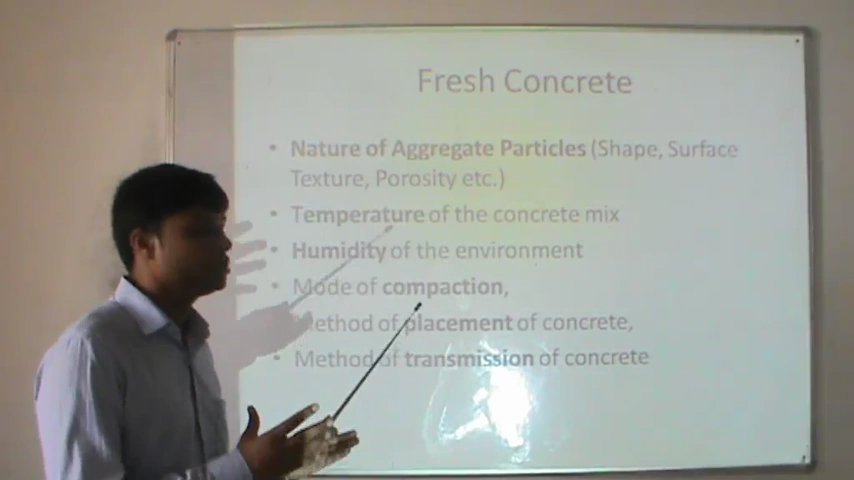 Fresh Concrete
• Nature of Aggregate Particles (Shape, Surface
Texture, Porosity etc.)
• Temperature of the concrete mix
• Humidity of the environment
• Mode of compaction,
Method of placement of concrete,
• Method of transmission of concrete